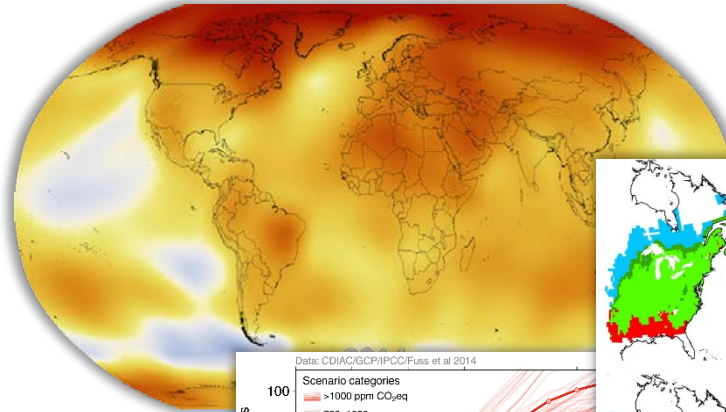 Data: CDIAC/GCP/IPCC/Fuss et al 2014
Scenario categories
100
>1000 ppm CO₂eq